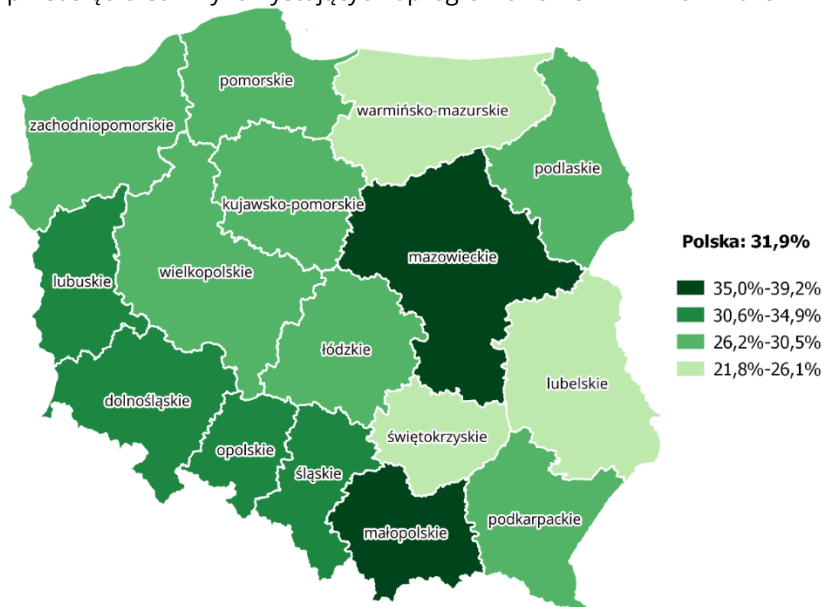 pomorskie
warmińsko-mazurskie
zachodniopomorskie
podlaskie
kujawsko-pomorskie
mazowieckie
wielkopolskie
lubuskie
łódzkie
lubelskie
dolnośląskie
świętokrzyskie
opolskie
śląskie
podkarpackie
małopolskie
Polska: 31,9%
35,0%-39,2%
30,6%-34,9%
26,2%-30,5%
21,8%-26,1%